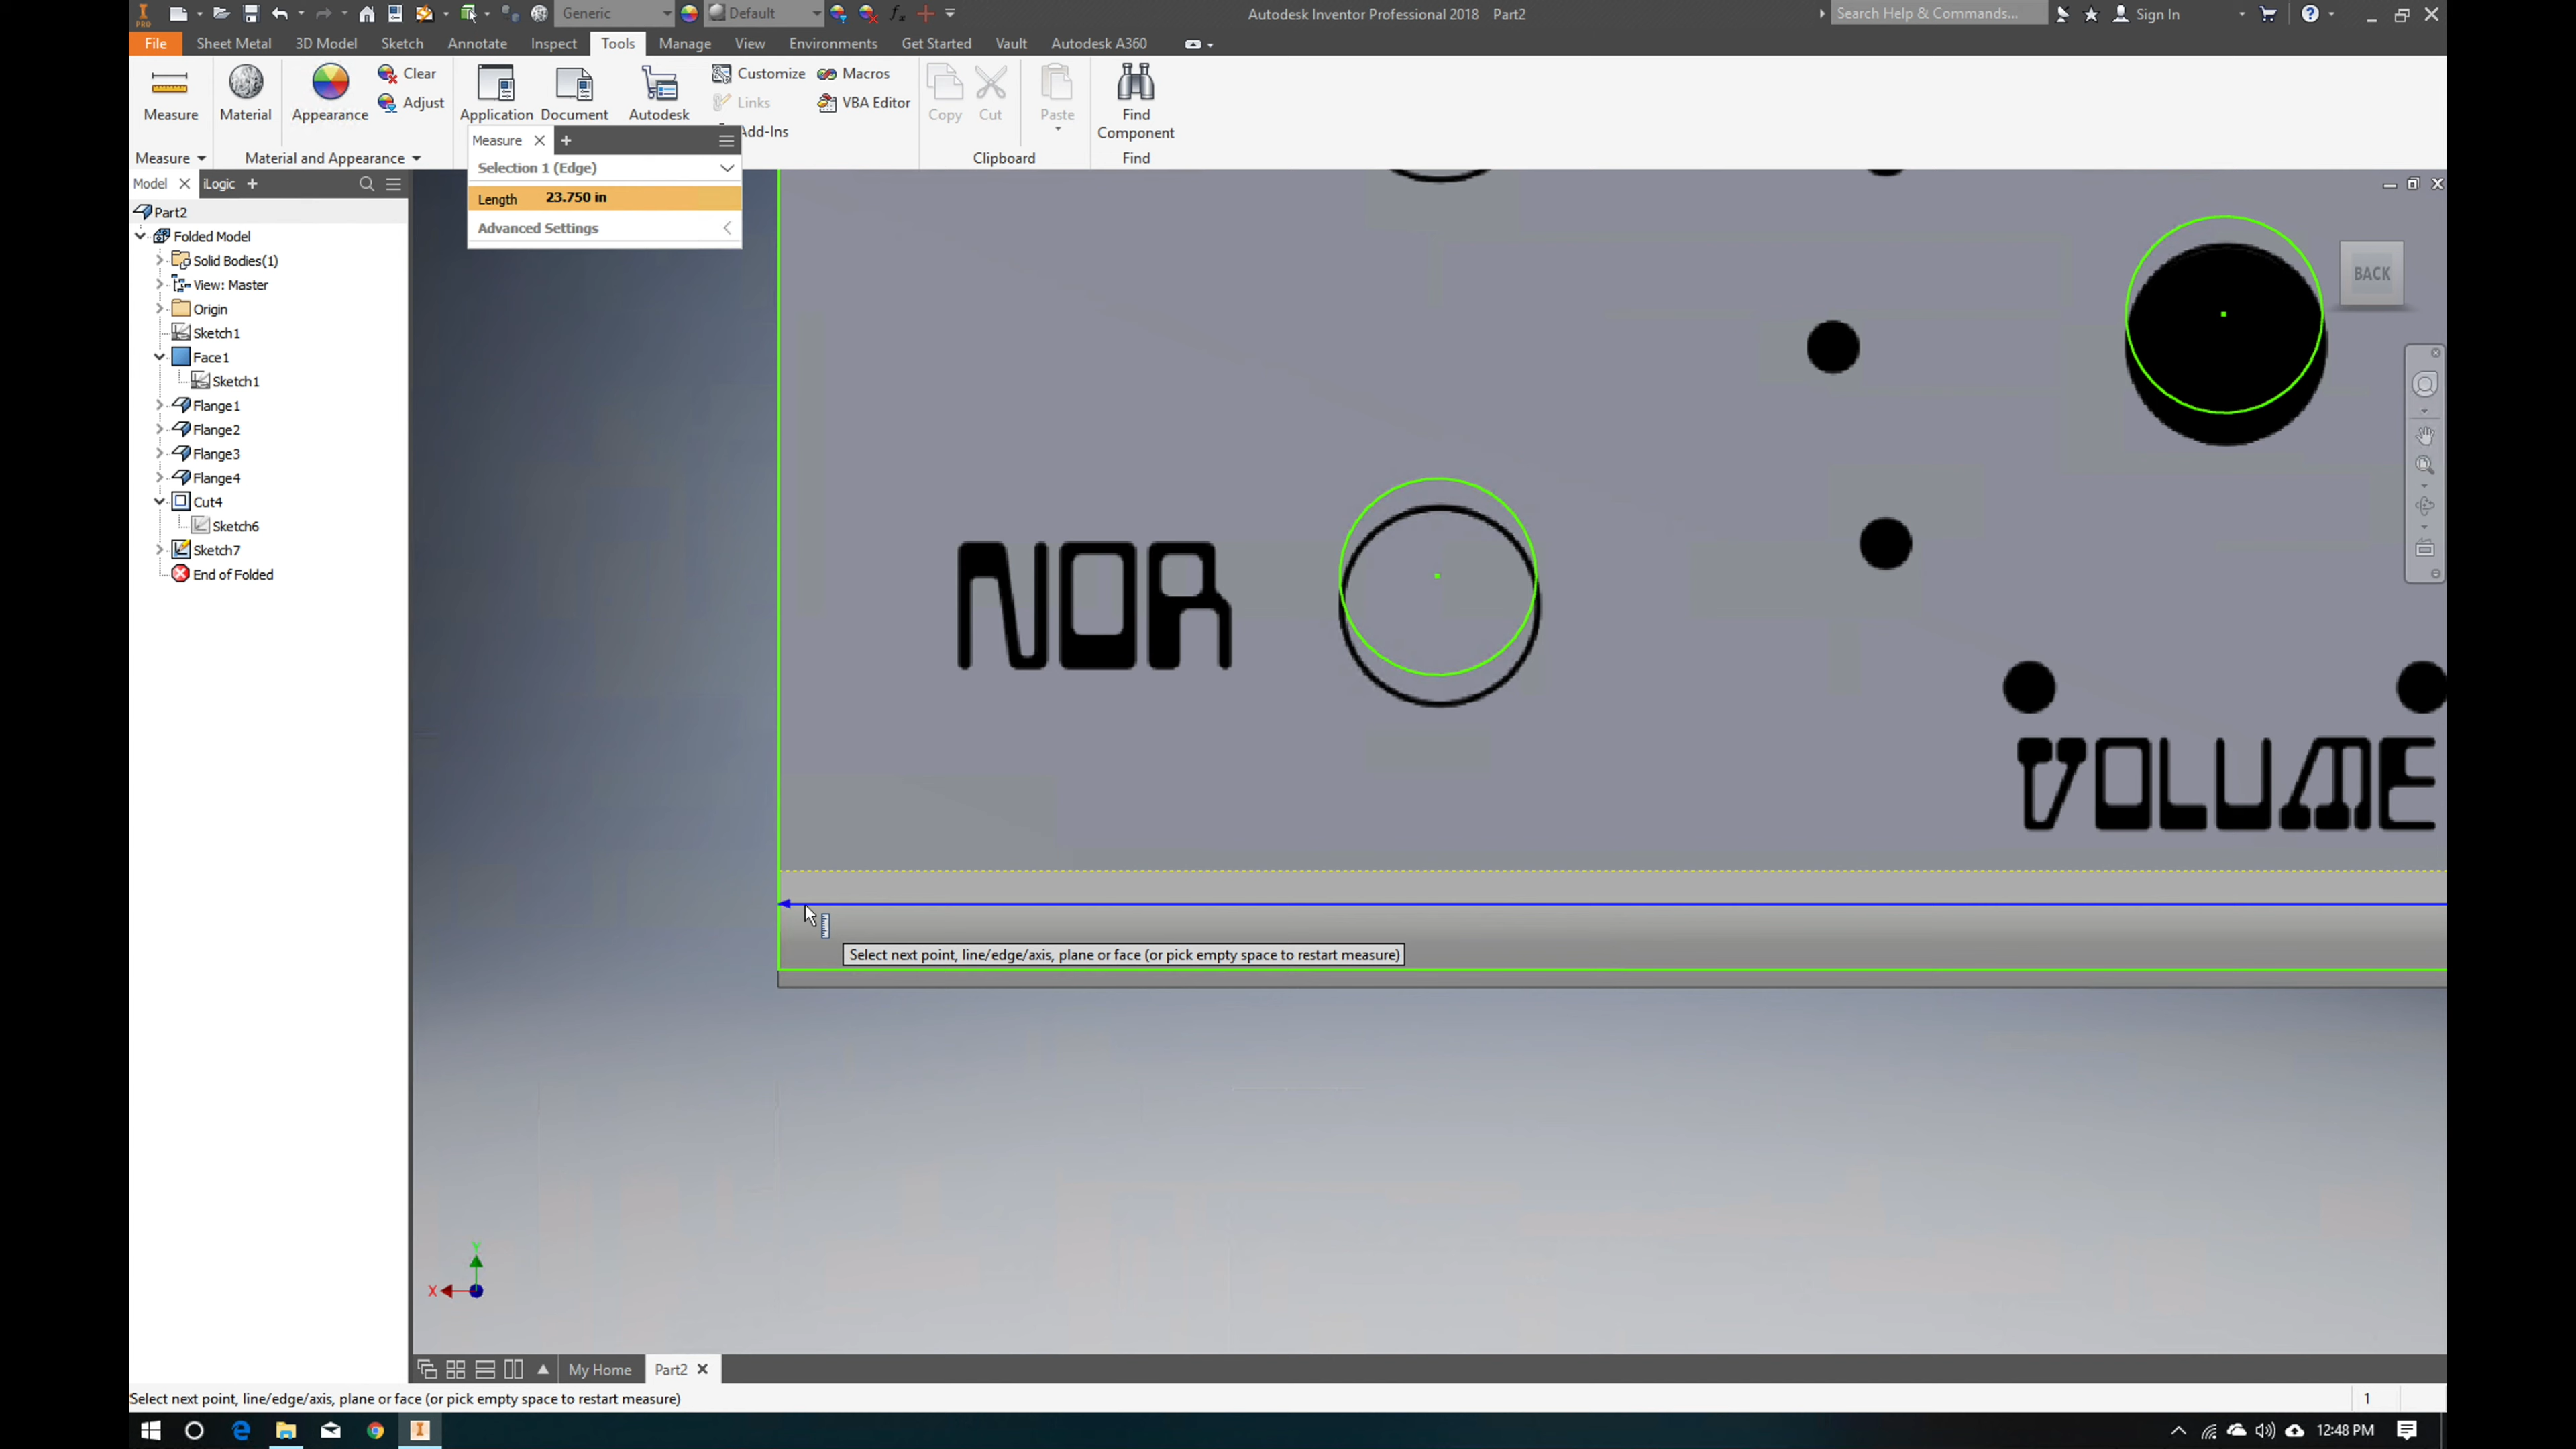 Generic
Default
Autodesk Inventor Professional 2018 Part2
Search Help & Commands...
Sign In
File Sheet Metal 3D Model Sketch Annotate Inspect Tools Manage View Environments Get Started Vault Autodesk A360
Measure
Material
Appearance
Clear
Adjust
Application
Document
Autodesk
Customize
Links
Add-Ins
Macros
VBA Editor
Copy
Cut
Paste
Find
Component
Measure
Material and Appearance
Clipboard
Find
Measure
Selection 1 (Edge)
Length 23.750 in
Advanced Settings
Model
iLogic
Part2
Folded Model
Solid Bodies(1)
View: Master
Origin
Sketch1
Face1
Sketch1
Flange1
Flange2
Flange3
Flange4
Cut4
Sketch6
Sketch7
End of Folded
BACK
NOR
VOLUME
Select next point, line/edge/axis, plane or face (or pick empty space to restart measure)
Y
X
My Home
Part2
Select next point, line/edge/axis, plane or face (or pick empty space to restart measure)
1
12:48 PM